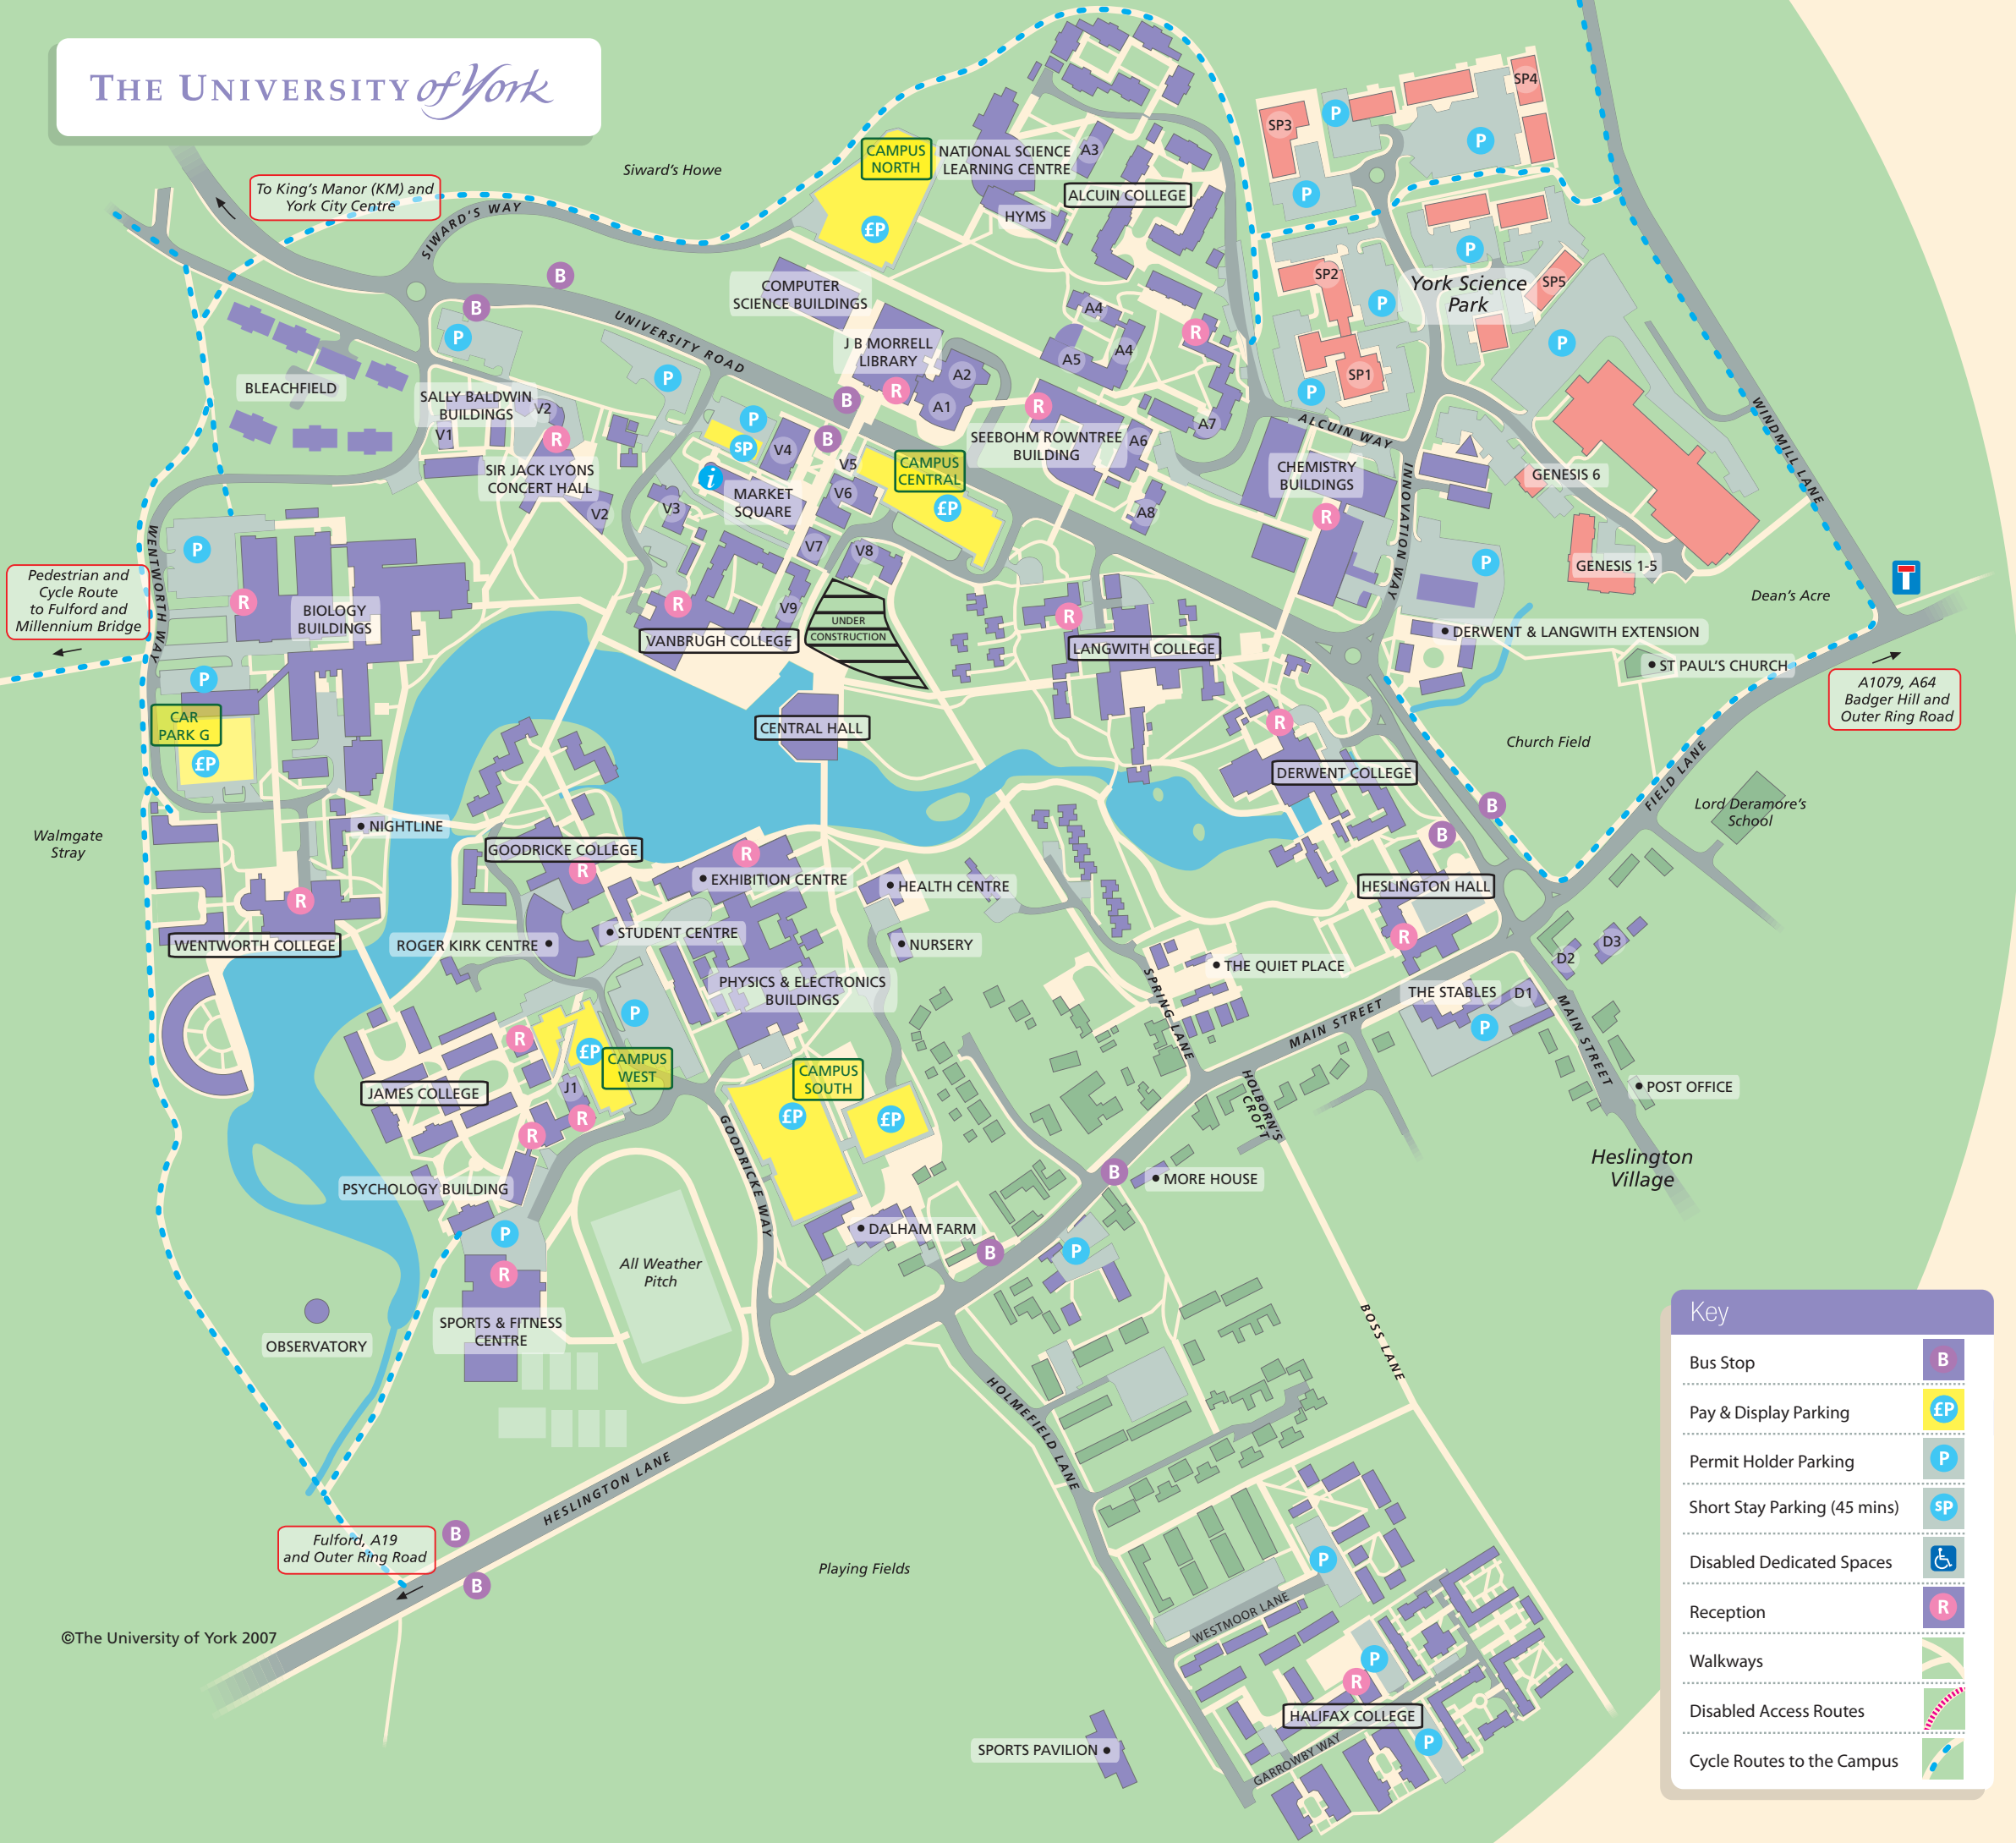 THE UNIVERSITY of York
To King's Manor (KM) and
York City Centre
Siward's Howe
SIWARD'S WAY
CAMPUS
NORTH
£P
NATIONAL SCIENCE
LEARNING CENTRE
A3
ALCUIN COLLEGE
HYMS
SP3
P
SP4
P
P
P
SP2
York Science
Park
SP5
P
P
SP1
P
B
B
P
UNIVERSITY ROAD
COMPUTER
SCIENCE BUILDINGS
J B MORRELL
LIBRARY
A4
A4
A5
R
A2
A1
R
R
B
B
BLEACHFIELD
SALLY BALDWIN
BUILDINGS
V2
V1
R
SIR JACK LYONS
CONCERT HALL
V2
P
P
SP
V4
i
MARKET
SQUARE
V3
V5
V6
V7
V8
V9
CAMPUS
CENTRAL
£P
SEEBOHM ROWNTREE
BUILDING
A6
A7
A8
ALCUIN WAY
CHEMISTRY
BUILDINGS
R
INNOVATION WAY
GENESIS 6
GENESIS 1-5
P
WINDMILL LANE
Dean's Acre
T
WENTWORTH WAY
P
R
BIOLOGY
BUILDINGS
Pedestrian and
Cycle Route
to Fulford and
Millennium Bridge
P
CAR
PARK G
£P
R
VANBRUGH COLLEGE
UNDER
CONSTRUCTION
R
LANGWITH COLLEGE
DERWENT & LANGWITH EXTENSION
ST PAUL'S CHURCH
A1079, A64
Badger Hill and
Outer Ring Road
CENTRAL HALL
R
DERWENT COLLEGE
Church Field
FIELD LANE
Lord Deramore's
School
B
B
Walmgate
Stray
NIGHTLINE
GOODRICKE COLLEGE
R
R
EXHIBITION CENTRE
HEALTH CENTRE
HESLINGTON HALL
R
R
WENTWORTH COLLEGE
ROGER KIRK CENTRE
STUDENT CENTRE
NURSERY
PHYSICS & ELECTRONICS
BUILDINGS
THE QUIET PLACE
SPRING LANE
D2
D3
THE STABLES
D1
P
MAIN STREET
MAIN STREET
POST OFFICE
Heslington
Village
P
R
£P
CAMPUS
WEST
J1
R
R
JAMES COLLEGE
CAMPUS
SOUTH
£P
£P
GOODRICKE WAY
HOLBORN'S
CROFT
B
MORE HOUSE
PSYCHOLOGY BUILDING
P
R
DALHAM FARM
B
P
All Weather
Pitch
OBSERVATORY
SPORTS & FITNESS
CENTRE
BOSS LANE
HOLMEFIELD LANE
HESLINGTON LANE
Fulford, A19
and Outer Ring Road
B
B
Playing Fields
©The University of York 2007
P
WESTMOOR LANE
P
R
HALIFAX COLLEGE
P
GARROWBY WAY
SPORTS PAVILION
Key
Bus Stop B
Pay & Display Parking £P
Permit Holder Parking P
Short Stay Parking (45 mins) SP
Disabled Dedicated Spaces
Reception R
Walkways
Disabled Access Routes
Cycle Routes to the Campus